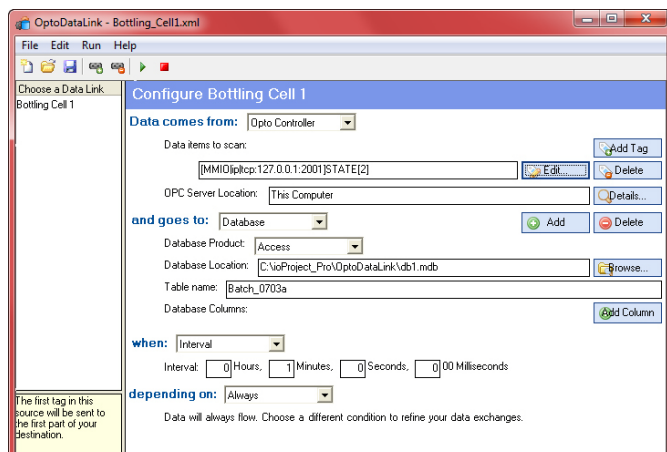 OptoDataLink - Bottling_Cell1.xml
File Edit Run Help
Choose a Data Link
Bottling Cell 1
Configure Bottling Cell 1
Data comes from: Opto Controller
Data items to scan:
Add Tag
[MMIO|ip|tcp:127.0.0.1:2001]STATE[2] Edit... Delete
OPC Server Location: This Computer Details...
and goes to: Database Add Delete
Database Product: Access
Database Location: C:\ioProject_Pro\OptoDataLink\db1.mdb Browse...
Table name: Batch_0703a
Database Columns: Add Column
when: Interval
Interval: 0 Hours, 1 Minutes, 0 Seconds, 0 00 Milliseconds
depending on: Always
Data will always flow. Choose a different condition to refine your data exchanges.
The first tag in this
source will be sent to
the first part of your
destination.